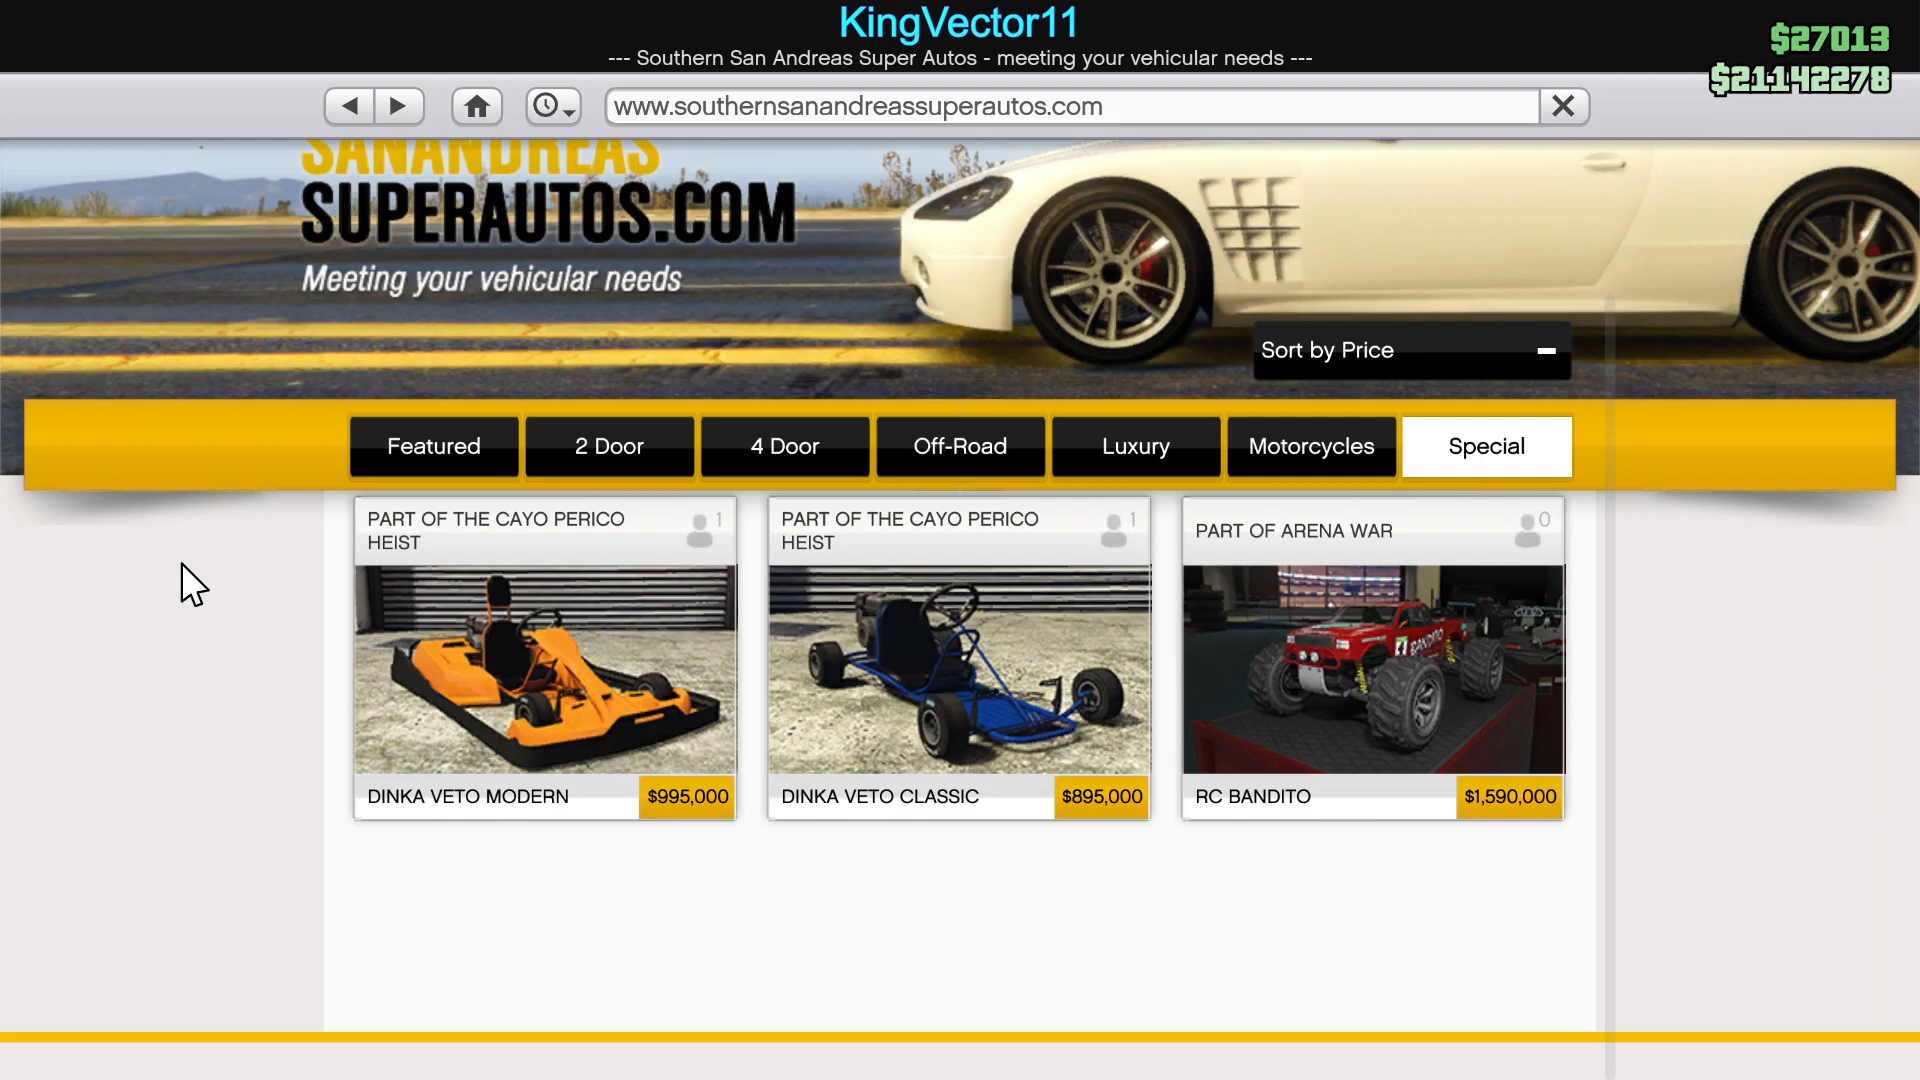 KingVector11
--- Southern San Andreas Super Autos - meeting your vehicular needs ---
$27013
$21142278
www.southernsanandreassuperautos.com
SANANDREAS
SUPERAUTOS.COM
Meeting your vehicular needs
Sort by Price
Featured
2 Door
4 Door
Off-Road
Luxury
Motorcycles
Special
PART OF THE CAYO PERICO
HEIST
1
DINKA VETO MODERN
$995,000
PART OF THE CAYO PERICO
HEIST
1
DINKA VETO CLASSIC
$895,000
PART OF ARENA WAR
0
BANDITO
RC BANDITO
$1,590,000